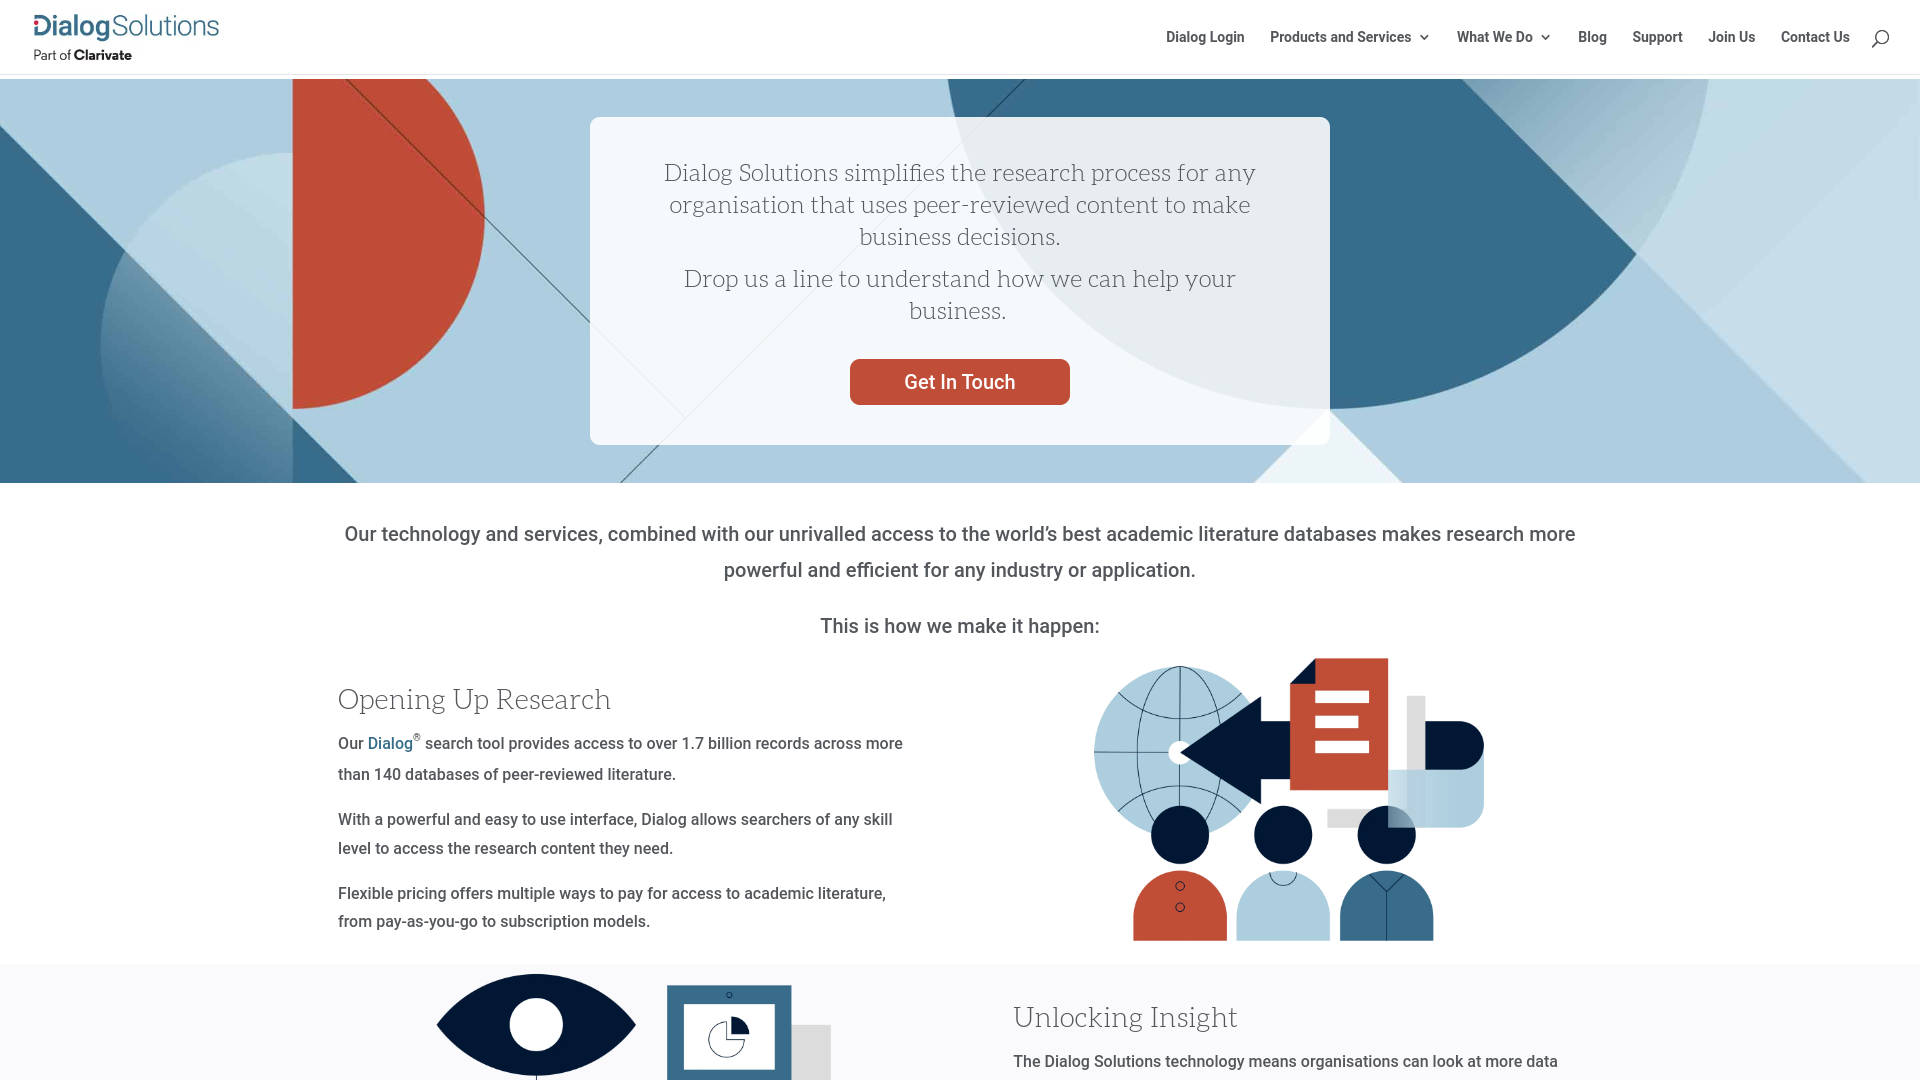 DialogSolutions
Part of Clarivate
Dialog Login
Products and Services
What We Do
Blog
Support
Join Us
Contact Us
Dialog Solutions simplifies the research process for any
organisation that uses peer-reviewed content to make
business decisions.
Drop us a line to understand how we can help your
business.
Get In Touch
Our technology and services, combined with our unrivalled access to the world’s best academic literature databases makes research more
powerful and efficient for any industry or application.
This is how we make it happen:
Opening Up Research
Our Dialog® search tool provides access to over 1.7 billion records across more
than 140 databases of peer-reviewed literature.
With a powerful and easy to use interface, Dialog allows searchers of any skill
level to access the research content they need.
Flexible pricing offers multiple ways to pay for access to academic literature,
from pay-as-you-go to subscription models.
Unlocking Insight
The Dialog Solutions technology means organisations can look at more data